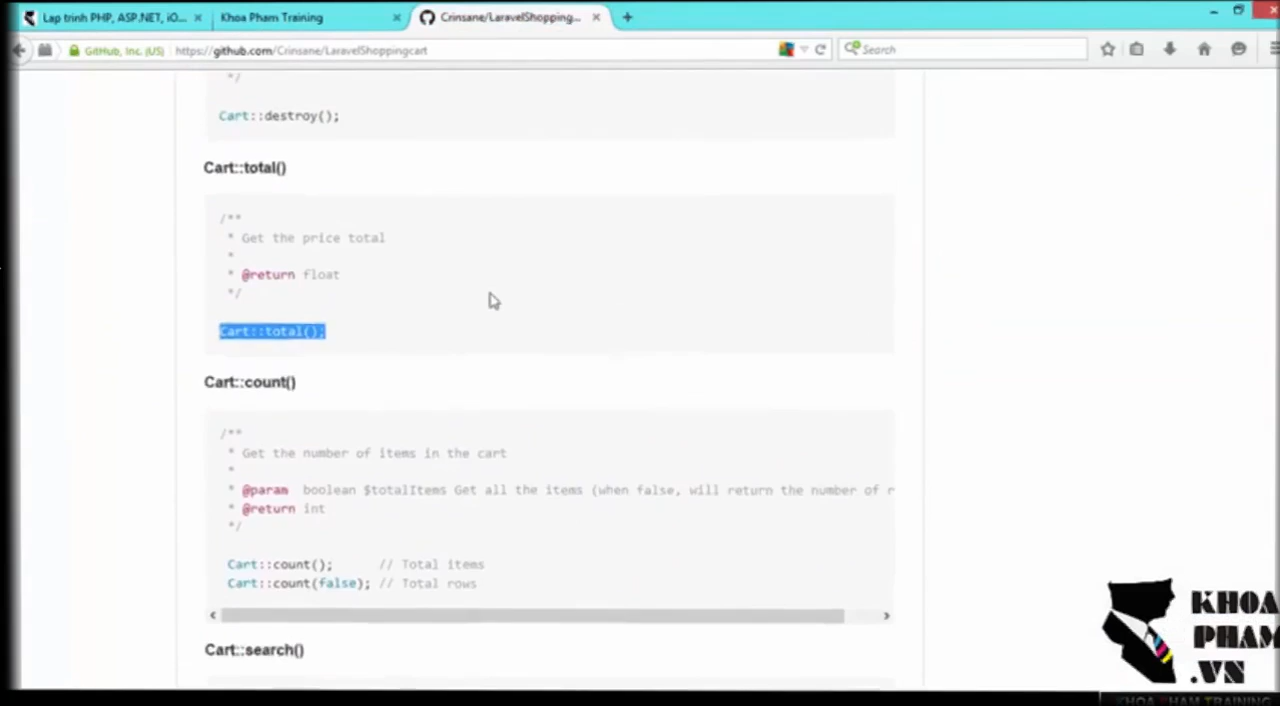 Lap trinh PHP, ASP.NET, iO...
Khoa Pham Training
Crinsane/LaravelShopping...
GitHub, Inc. (US)
https://github.com/Crinsane/LaravelShoppingcart
Search
*/
Cart::destroy();
Cart::total()
/**
* Get the price total
*
* @return float
*/
Cart::total();
Cart::count()
/**
* Get the number of items in the cart
*
* @param boolean $totalItems Get all the items (when false, will return the number of r
* @return int
*/
Cart::count(); // Total items
Cart::count(false); // Total rows
Cart::search()
KHOA
PHAM
.VN
KHOA PHAM TRAINING